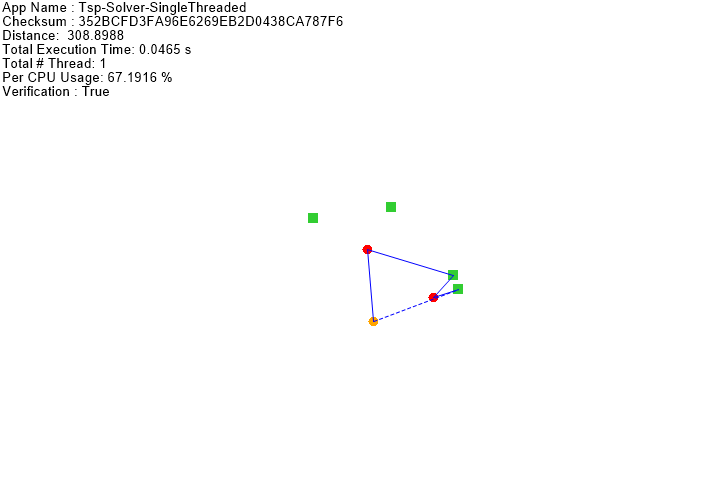 App Name : Tsp-Solver-SingleThreaded
Checksum : 352BCFD3FA96E6269EB2D0438CA787F6
Distance:  308.8988
Total Execution Time: 0.0465 s
Total # Thread: 1
Per CPU Usage: 67.1916 %
Verification : True